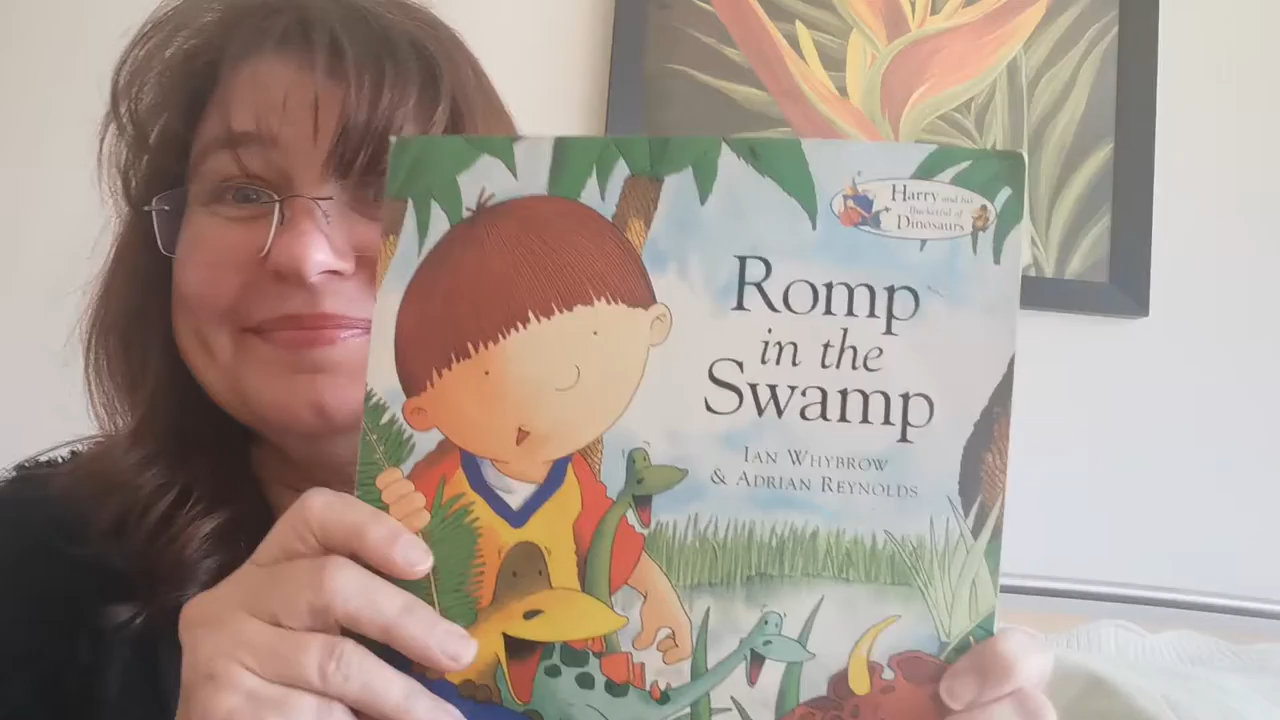 Harry and his
Bucketful of
Dinosaurs
Romp
in the
Swamp
IAN WHYBROW
& ADRIAN REYNOLDS